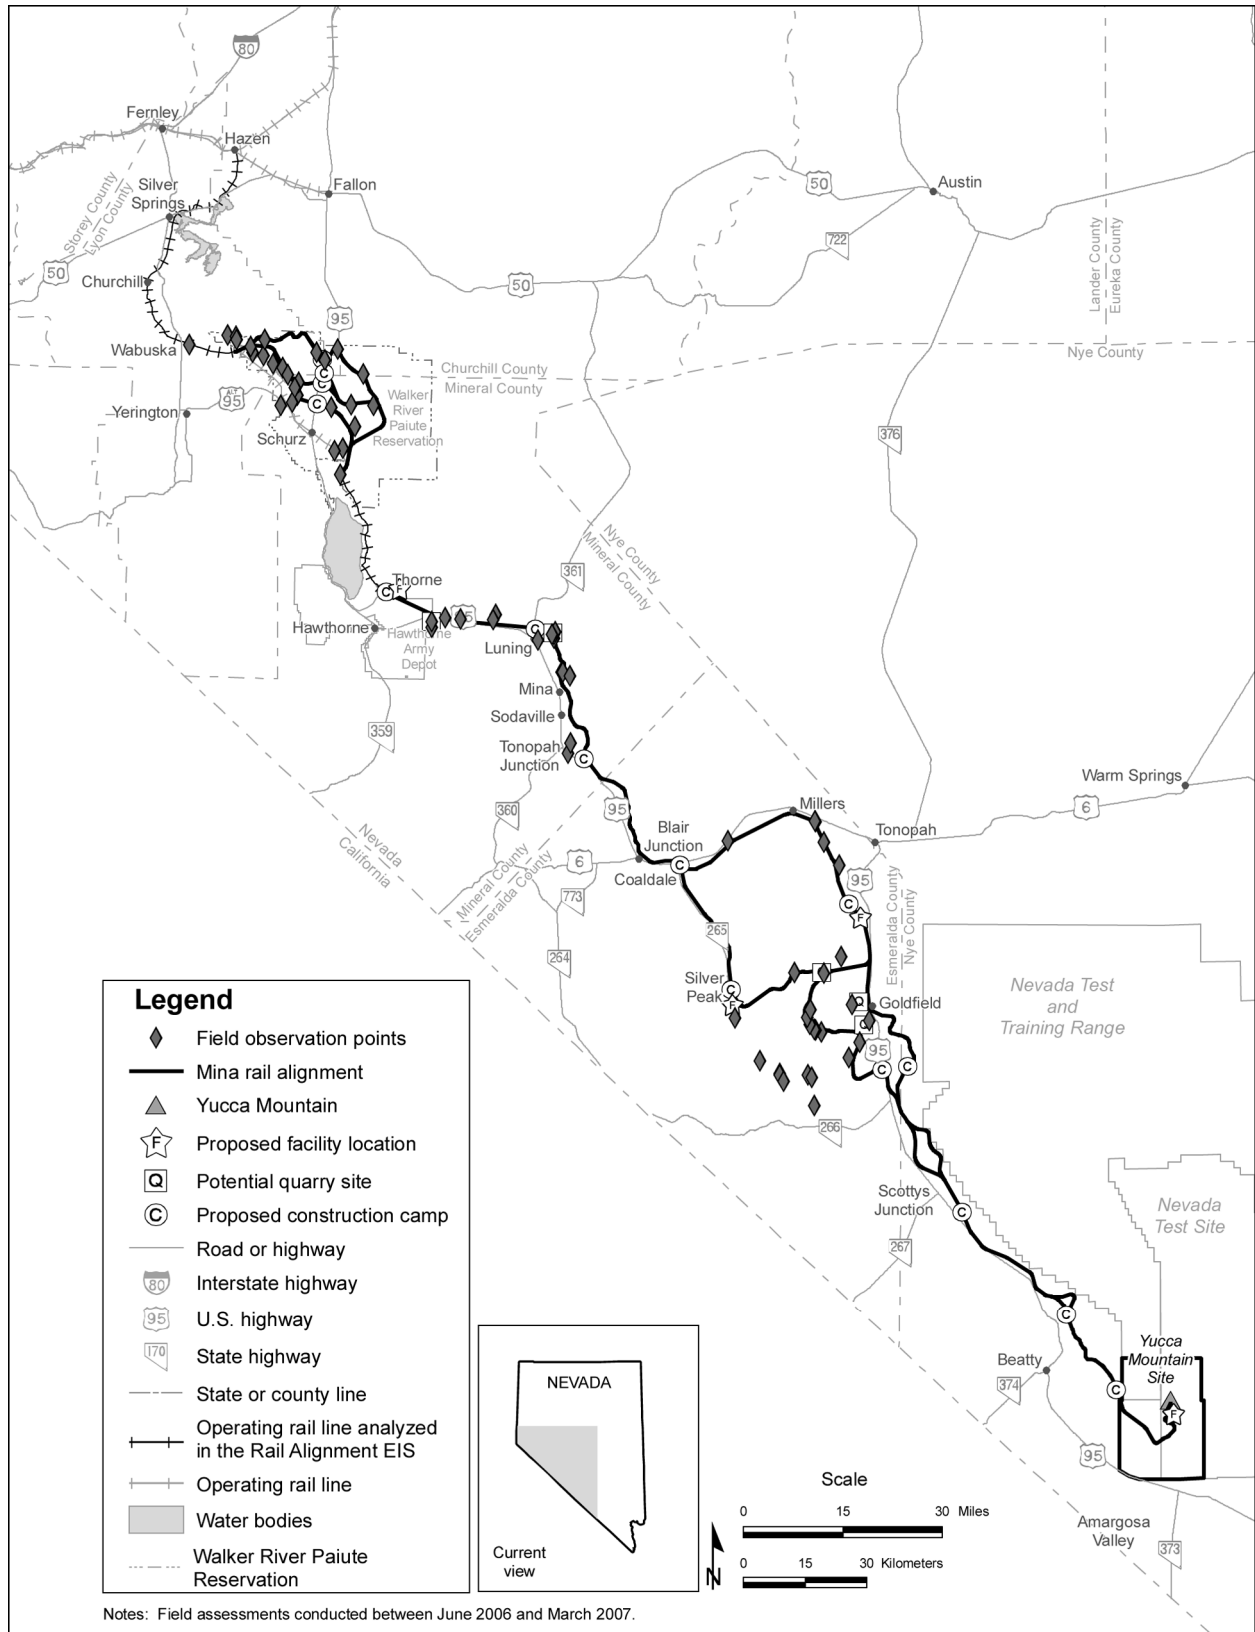 80
Fernley
Hazen
Silver
Springs
Fallon
Storey County
Lyon County
50
Churchill
50
Austin
722
50
Lander County
Eureka County
95
Wabuska
Churchill County
Mineral County
Nye County
Yerington
ALT
95
Schurz
Walker
River
Paiute
Reservation
C
C
C
376
Nye County
Mineral County
361
Thorne
C
F
Hawthorne
Hawthorne
Army
Depot
C
Luning
Mina
Sodaville
Tonopah
Junction
C
359
360
95
Warm Springs
6
Millers
Tonopah
Blair
Junction
C
Coaldale
6
Nevada
California
Mineral County
Esmeralda County
773
264
265
95
C
F
Esmeralda County
Nye County
Silver
Peak
C
F
Q
Goldfield
Nevada Test
and
Training Range
95
C
C
266
Scottys
Junction
C
267
Nevada
Test Site
C
Yucca
Mountain
Site
Beatty
374
C
F
95
Amargosa
Valley
373
Legend
Field observation points
Mina rail alignment
Yucca Mountain
F
Proposed facility location
Q
Potential quarry site
C
Proposed construction camp
Road or highway
80
Interstate highway
95
U.S. highway
170
State highway
State or county line
Operating rail line analyzed
in the Rail Alignment EIS
Operating rail line
Water bodies
Walker River Paiute
Reservation
NEVADA
Current
view
N
Scale
0 15 30 Miles
0 15 30 Kilometers
Notes: Field assessments conducted between June 2006 and March 2007.